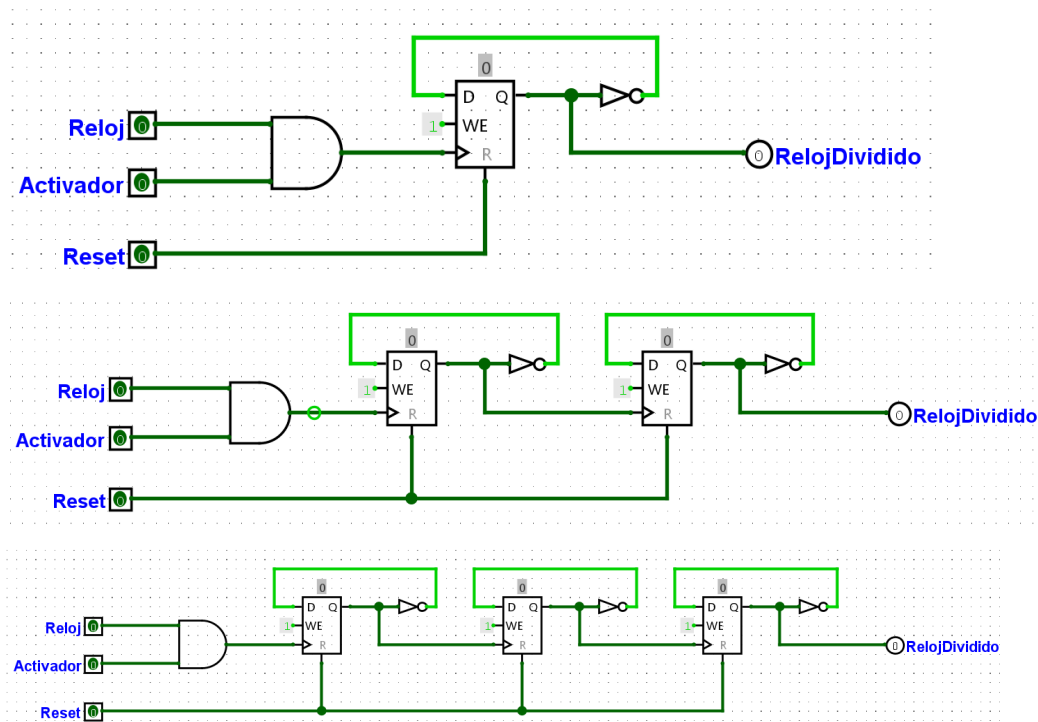 0
D Q
Reloj 0
1 WE
R
0 RelojDividido
Activador 0
Reset 0
0 0
D Q D Q
Reloj 0
1 WE 1 WE
R R
0 RelojDividido
Activador 0
Reset 0
0 0 0
D Q D Q D Q
Reloj 0
1 WE 1 WE 1 WE
R R R
0 RelojDividido
Activador 0
Reset 0